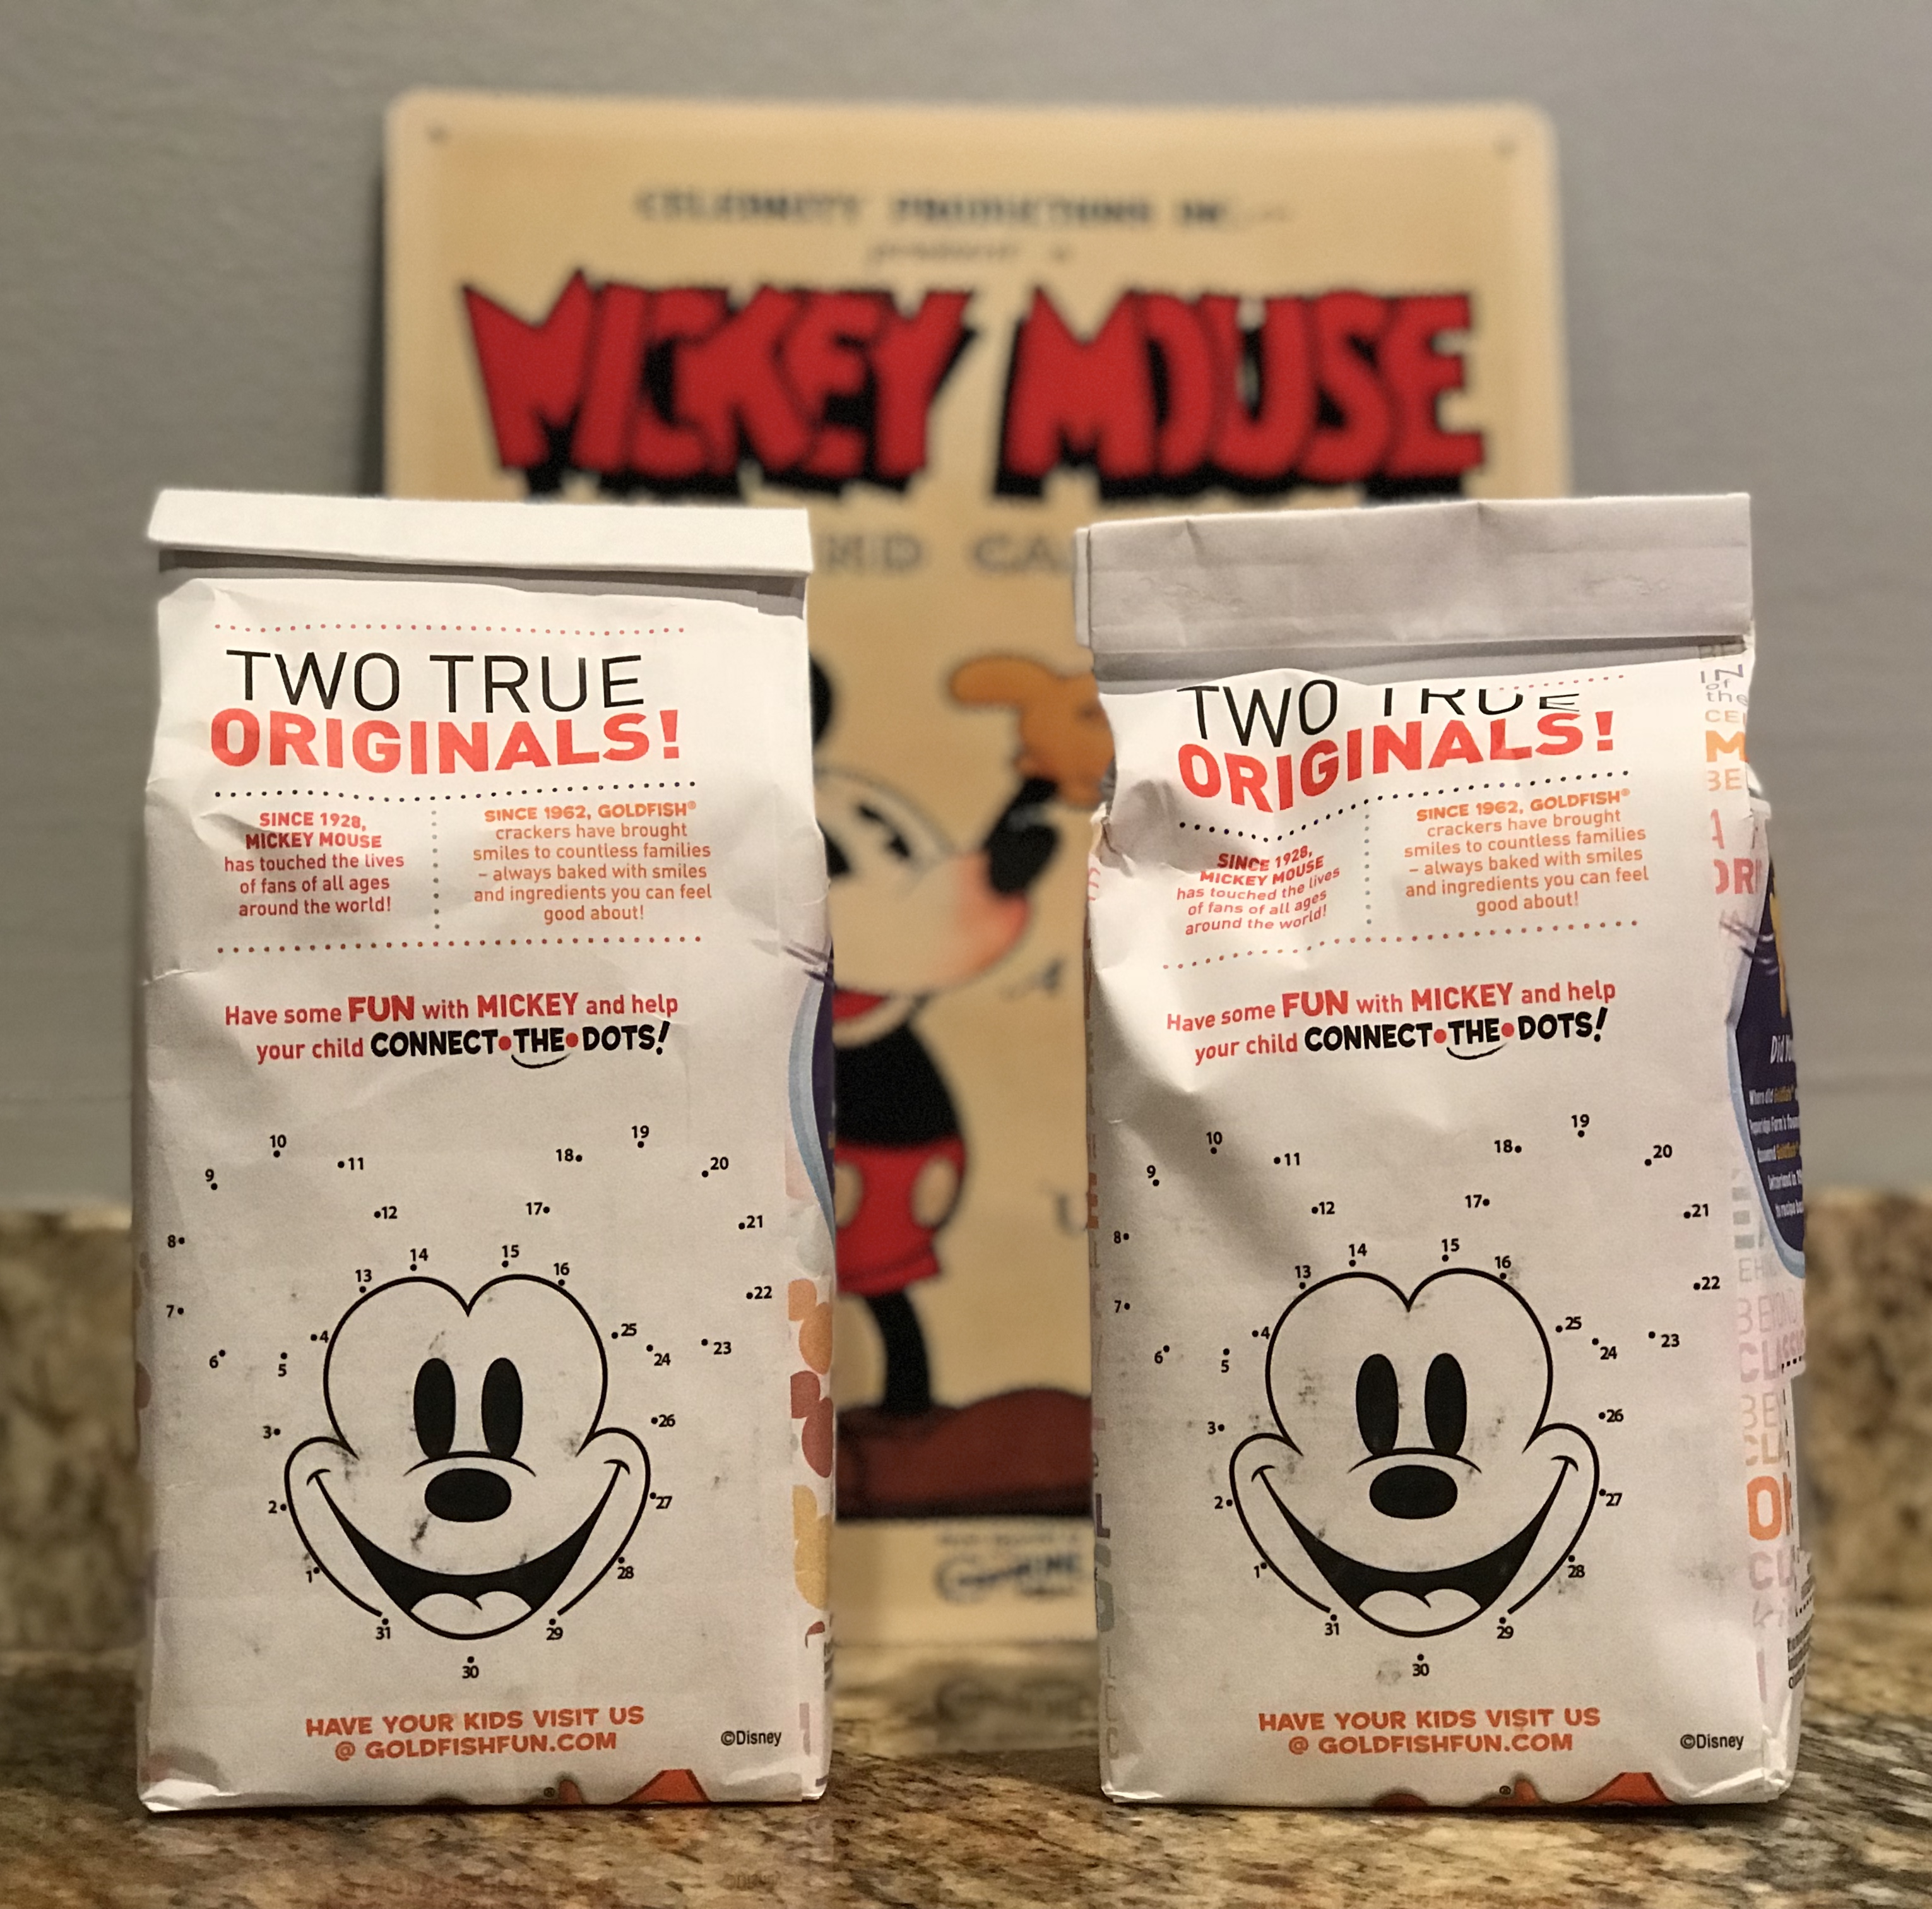 CELEBRITY PRODUCTIONS INC.
present a
MICKEY MOUSE
TWO TRUE
ORIGINALS!
SINCE 1928,
MICKEY MOUSE
has touched the lives
of fans of all ages
around the world!
SINCE 1962, GOLDFISH®
crackers have brought
smiles to countless families
– always baked with smiles
and ingredients you can feel
good about!
Have some FUN with MICKEY and help
your child CONNECT•THE•DOTS!
10
19
9
11
18
20
12
17
21
8
14
15
13
16
22
7
4
25
6
5
24
23
3
26
2
27
1
28
31
29
30
HAVE YOUR KIDS VISIT US
@ GOLDFISHFUN.COM
©Disney
TWO TRUE
ORIGINALS!
SINCE 1928,
MICKEY MOUSE
has touched the lives
of fans of all ages
around the world!
SINCE 1962, GOLDFISH®
crackers have brought
smiles to countless families
– always baked with smiles
and ingredients you can feel
good about!
Have some FUN with MICKEY and help
your child CONNECT•THE•DOTS!
10
19
9
11
18
20
12
17
21
8
14
15
13
16
22
7
4
25
6
5
24
23
3
26
2
27
1
28
31
29
30
HAVE YOUR KIDS VISIT US
@ GOLDFISHFUN.COM
©Disney
of
the
Did